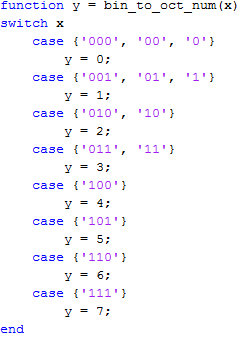 function y = bin_to_oct_num(x)
switch x
    case {'000', '00', '0'}
        y = 0;
    case {'001', '01', '1'}
        y = 1;
    case {'010', '10'}
        y = 2;
    case {'011', '11'}
        y = 3;
    case {'100'}
        y = 4;
    case {'101'}
        y = 5;
    case {'110'}
        y = 6;
    case {'111'}
        y = 7;
end